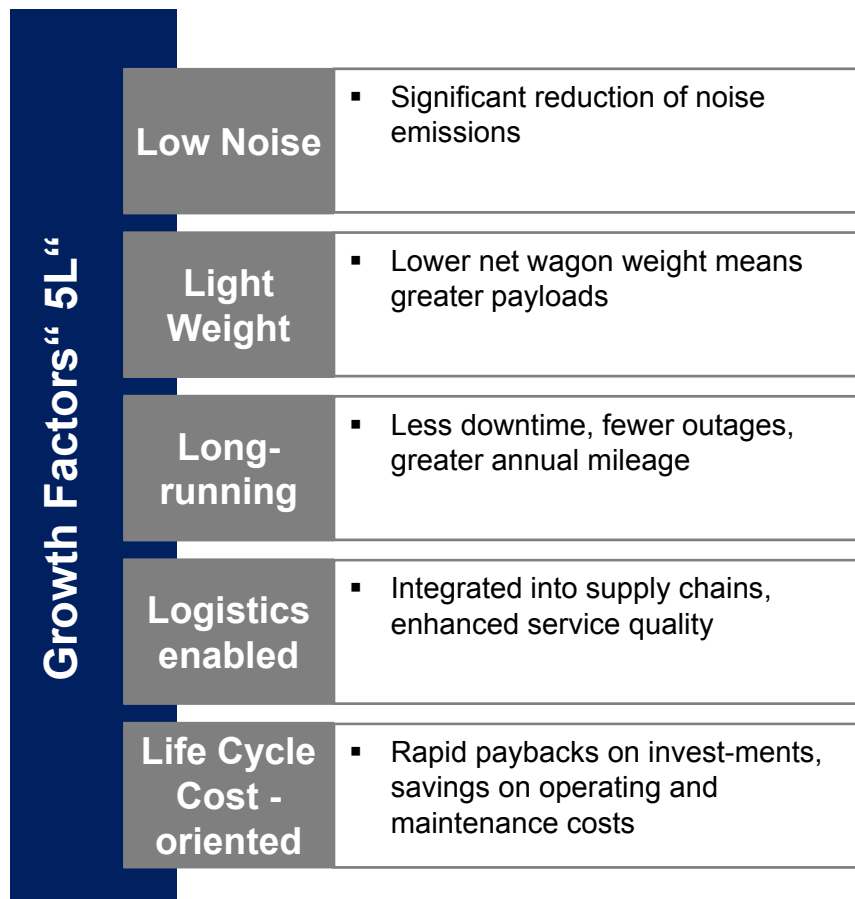 Growth Factors“ 5L“
Low Noise
▪ Significant reduction of noise
emissions
Light
Weight
▪ Lower net wagon weight means
greater payloads
Long-
running
▪ Less downtime, fewer outages,
greater annual mileage
Logistics
enabled
▪ Integrated into supply chains,
enhanced service quality
Life Cycle
Cost -
oriented
▪ Rapid paybacks on invest-ments,
savings on operating and
maintenance costs